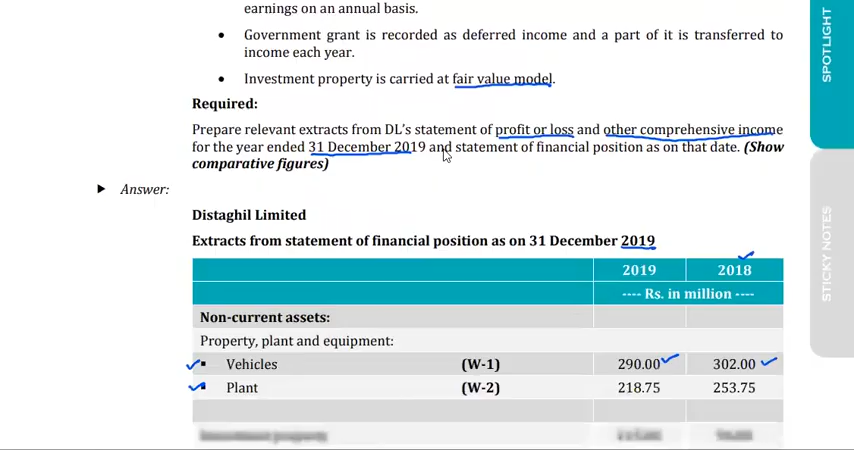 earnings on an annual basis.
• Government grant is recorded as deferred income and a part of it is transferred to
income each year.
• Investment property is carried at fair value model.
Required:
Prepare relevant extracts from DL's statement of profit or loss and other comprehensive income
for the year ended 31 December 2019 and statement of financial position as on that date. (Show
comparative figures)
Answer:
Distaghil Limited
Extracts from statement of financial position as on 31 December 2019
2019 2018
---- Rs. in million ----
Non-current assets:
Property, plant and equipment:
▪ Vehicles (W-1) 290.00 302.00
▪ Plant (W-2) 218.75 253.75
SPOTLIGHT
STICKY NOTES